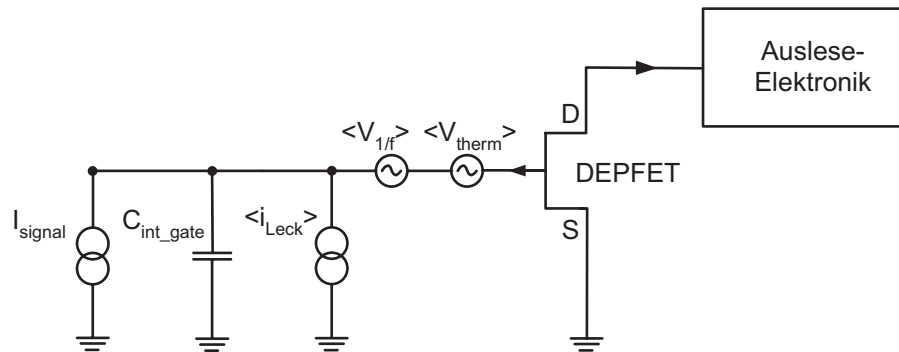 Auslese-
Elektronik
D
<V1/f> <Vtherm>
DEPFET
S
Isignal
Cint_gate
<iLeck>